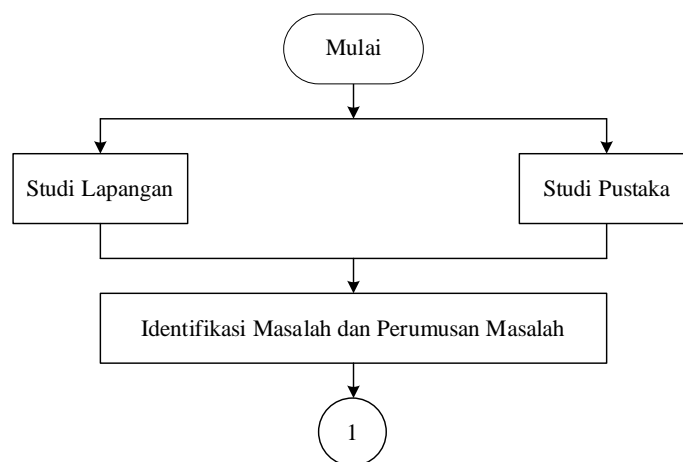 Mulai
Studi Lapangan
Studi Pustaka
Identifikasi Masalah dan Perumusan Masalah
1